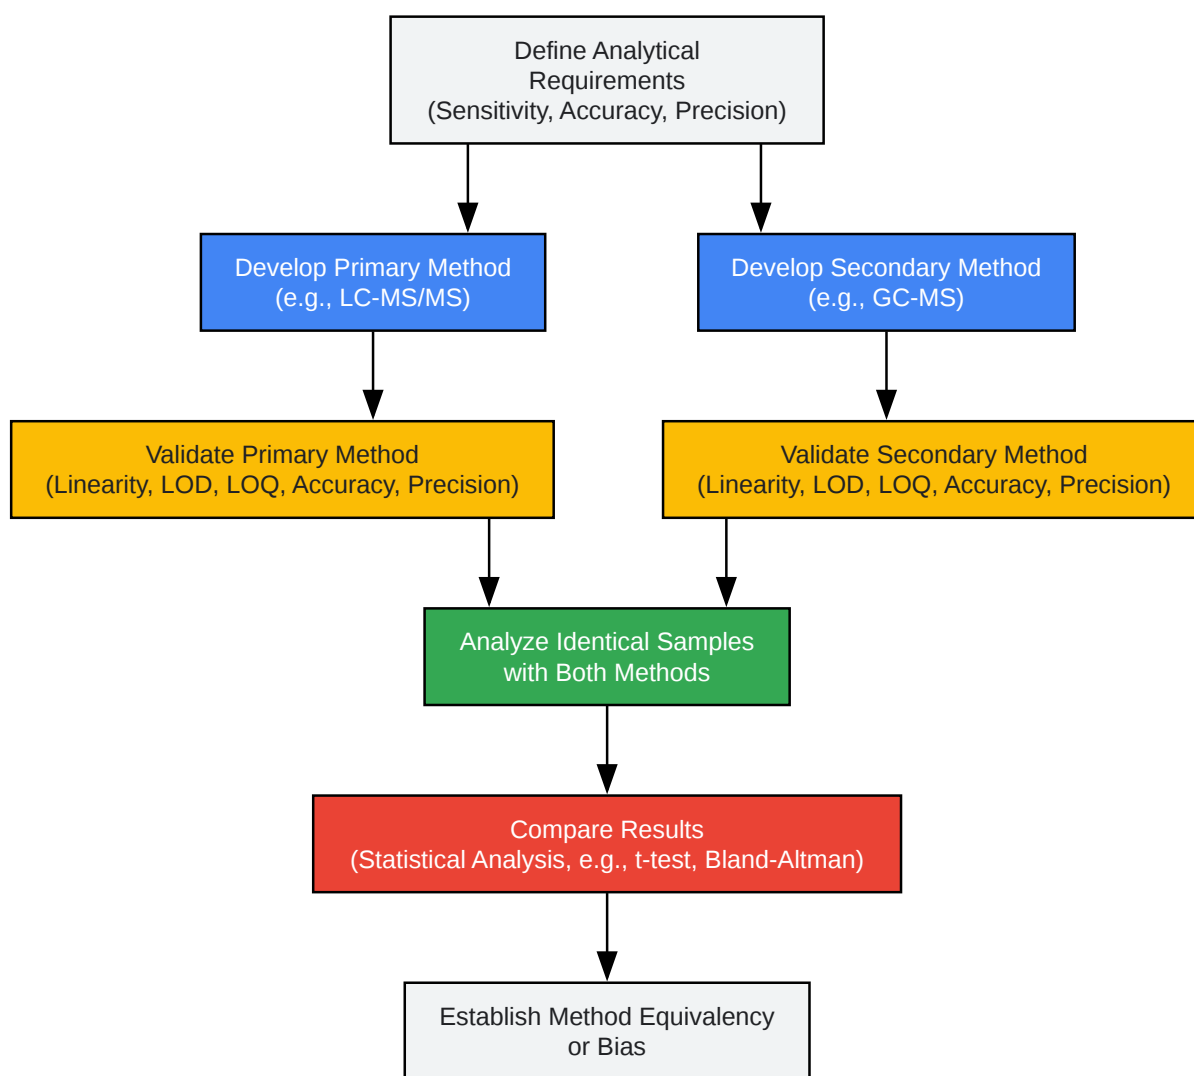 Define Analytical
Requirements
(Sensitivity, Accuracy, Precision)
Develop Primary Method
(e.g., LC-MS/MS)
Develop Secondary Method
(e.g., GC-MS)
Validate Primary Method
(Linearity, LOD, LOQ, Accuracy, Precision)
Validate Secondary Method
(Linearity, LOD, LOQ, Accuracy, Precision)
Analyze Identical Samples
with Both Methods
Compare Results
(Statistical Analysis, e.g., t-test, Bland-Altman)
Establish Method Equivalency
or Bias